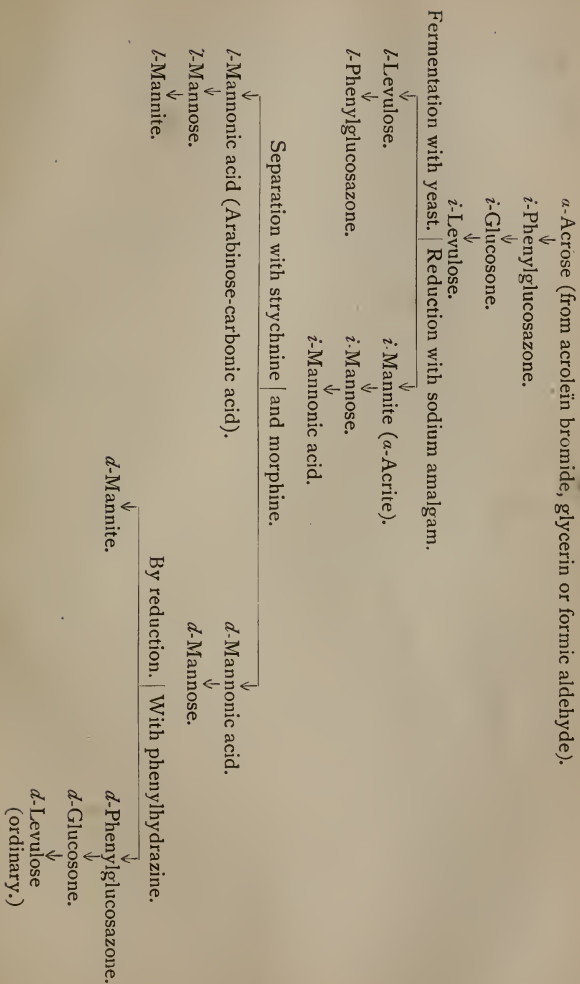 α-Acrose (from acroleïn bromide, glycerin or formic aldehyde).
i-Phenylglucosazone.
i-Glucosone.
i-Levulose.
Fermentation with yeast. | Reduction with sodium amalgam.
l-Levulose. i-Mannite (α-Acrite).
l-Phenylglucosazone. i-Mannose.
i-Mannonic acid.
Separation with strychnine | and morphine.
l-Mannonic acid (Arabinose-carbonic acid). d-Mannonic acid.
l-Mannose. d-Mannose.
l-Mannite.
By reduction. | With phenylhydrazine.
d-Mannite. d-Phenylglucosazone.
d-Glucosone.
d-Levulose
(ordinary.)